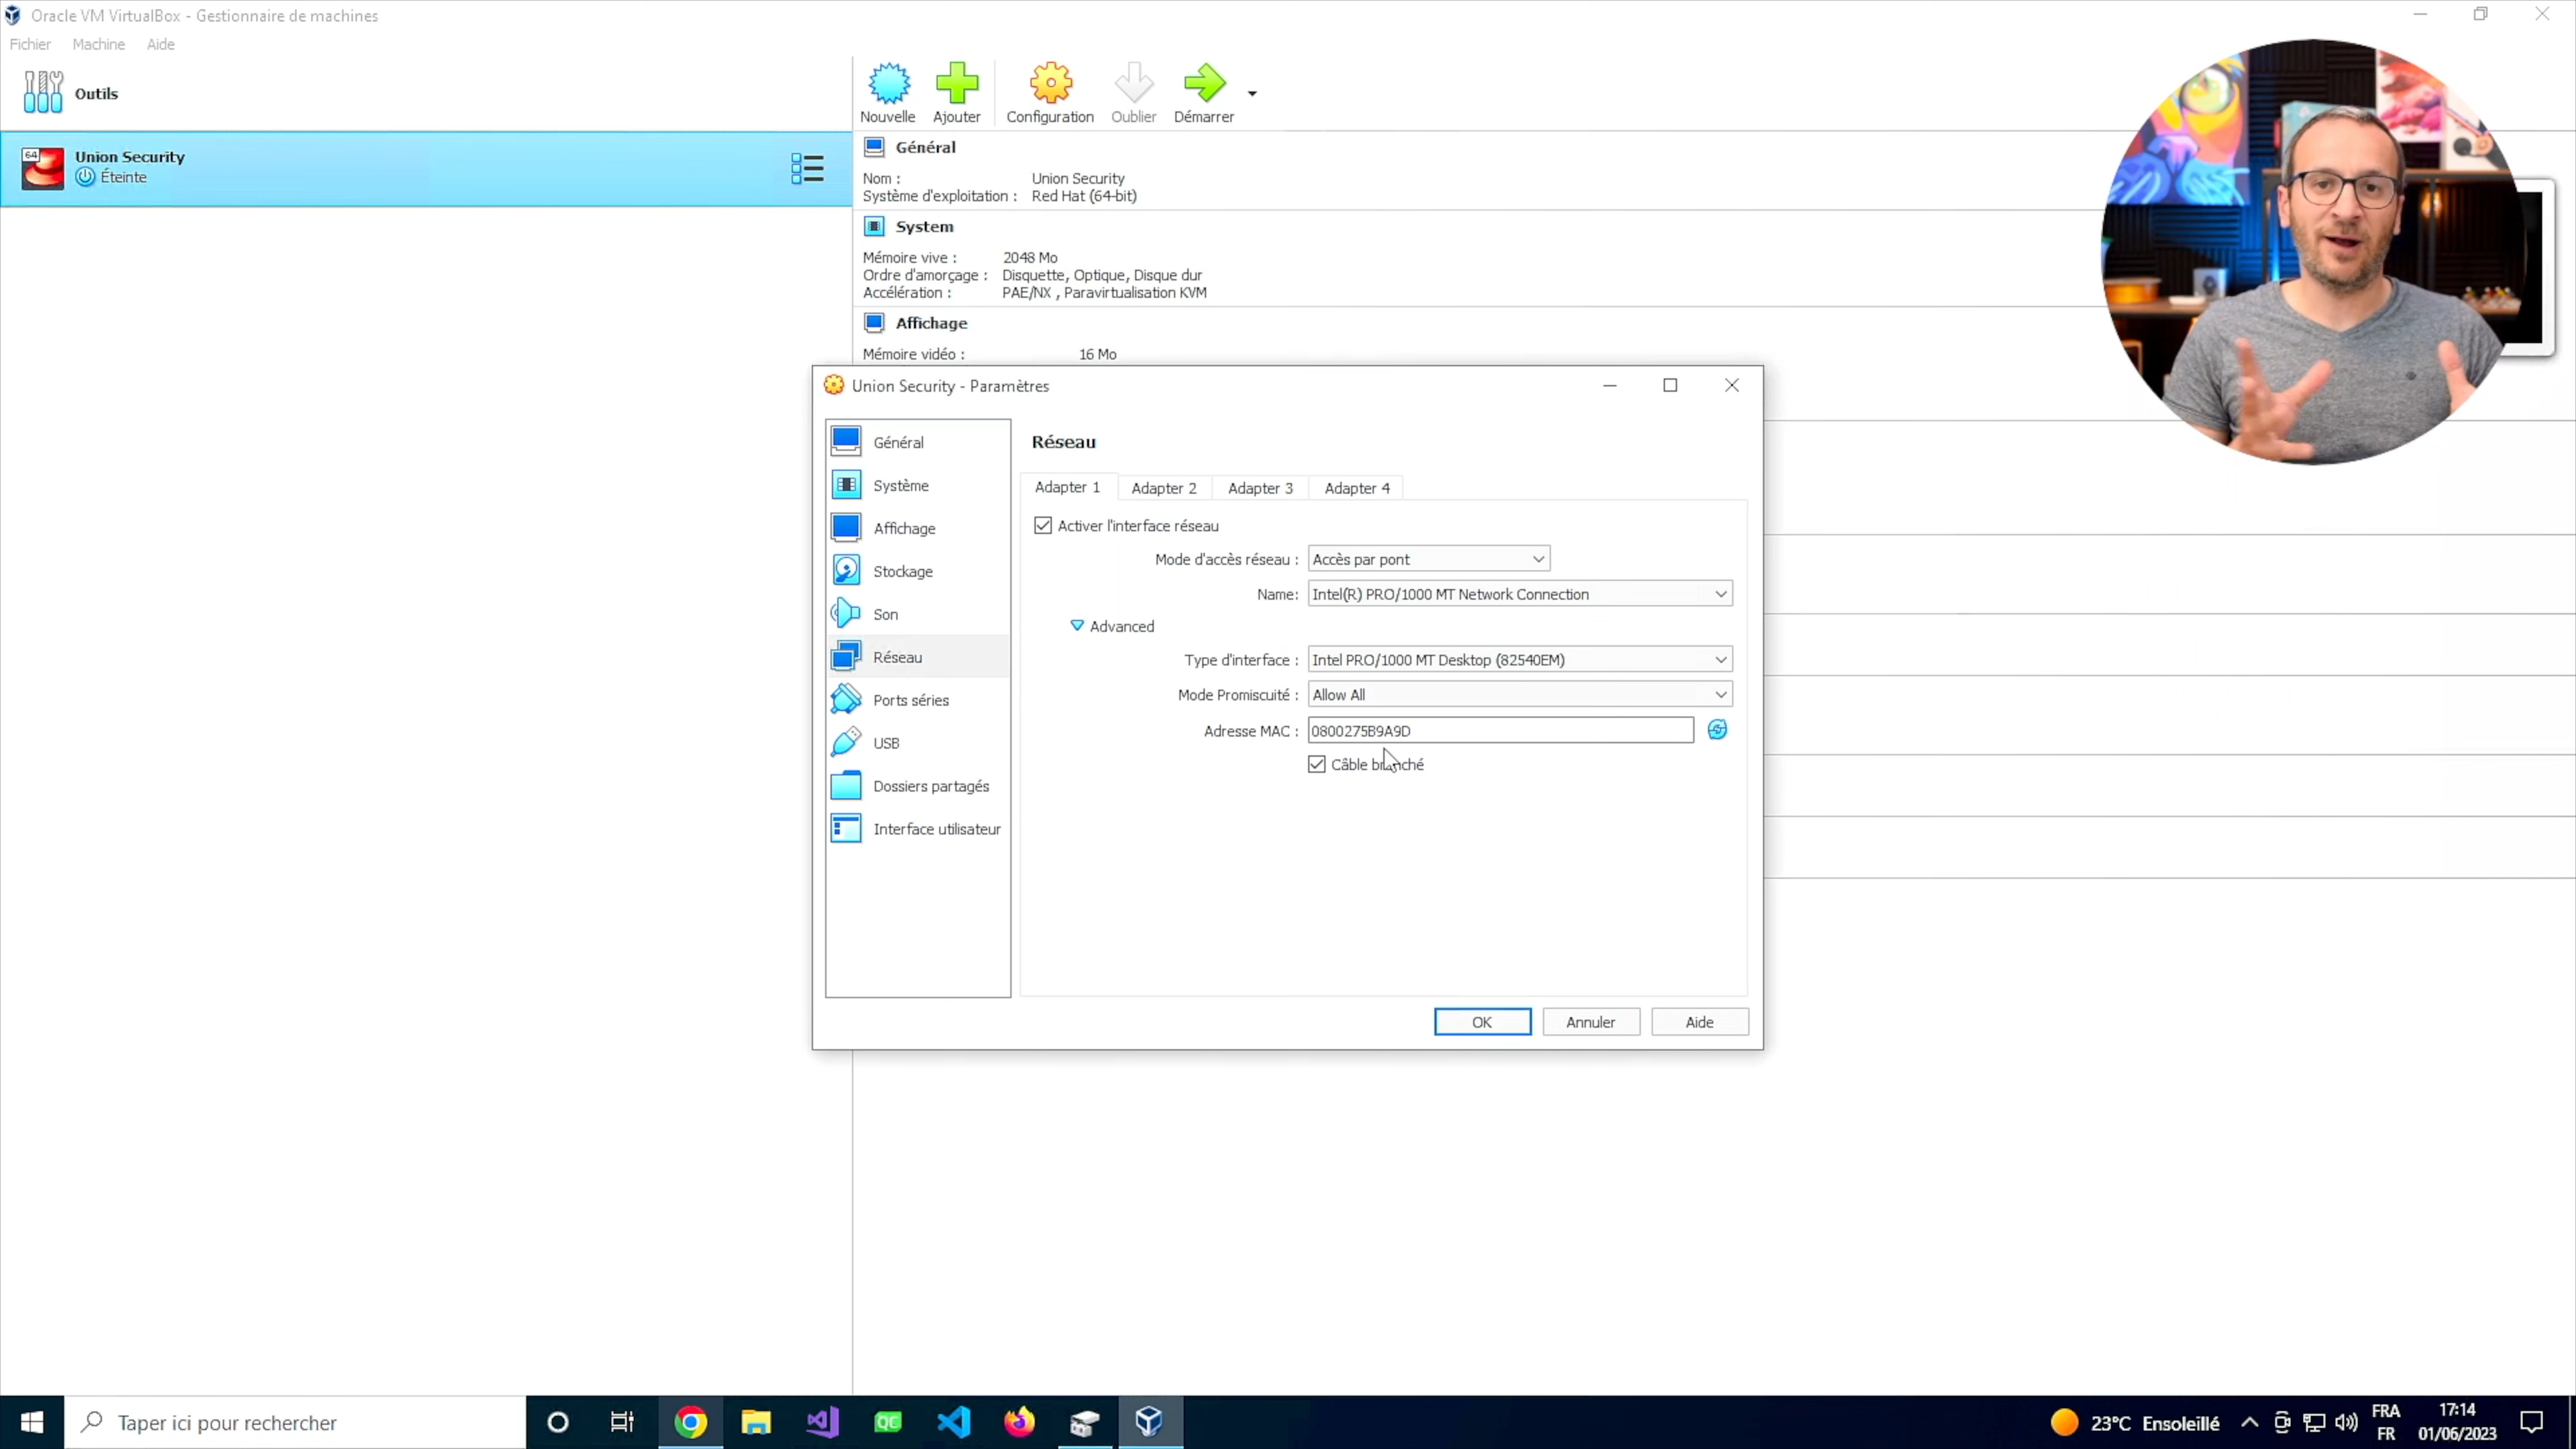 Oracle VM VirtualBox - Gestionnaire de machines
Fichier Machine Aide
Outils
Nouvelle Ajouter Configuration Oublier Démarrer
64
Union Security
Éteinte
Général
Nom : Union Security
Système d'exploitation : Red Hat (64-bit)
System
Mémoire vive : 2048 Mo
Ordre d'amorçage : Disquette, Optique, Disque dur
Accélération : PAE/NX , Paravirtualisation KVM
Affichage
Mémoire vidéo : 16 Mo
Union Security - Paramètres
Général
Système
Affichage
Stockage
Son
Réseau
Ports séries
USB
Dossiers partagés
Interface utilisateur
Réseau
Adapter 1 Adapter 2 Adapter 3 Adapter 4
Activer l'interface réseau
Mode d'accès réseau : Accès par pont
Name: Intel(R) PRO/1000 MT Network Connection
Advanced
Type d'interface : Intel PRO/1000 MT Desktop (82540EM)
Mode Promiscuité : Allow All
Adresse MAC : 0800275B9A9D
Câble branché
OK Annuler Aide
Taper ici pour rechercher
QC
23°C Ensoleillé
FRA
FR
17:14
01/06/2023